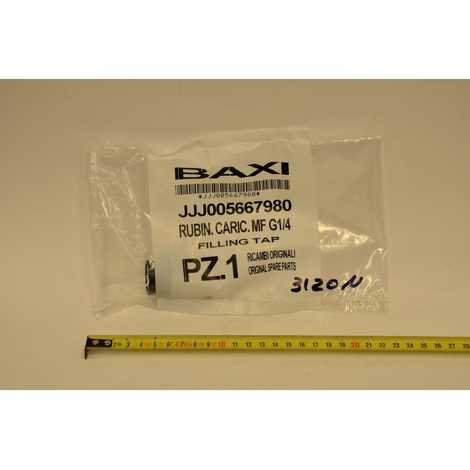 BAXI
*JJJ005667980*
JJJ005667980
RUBIN. CARIC. MF G1/4
FILLING TAP
PZ.1
RICAMBI ORIGINALI
ORIGINAL SPARE PARTS
3120N